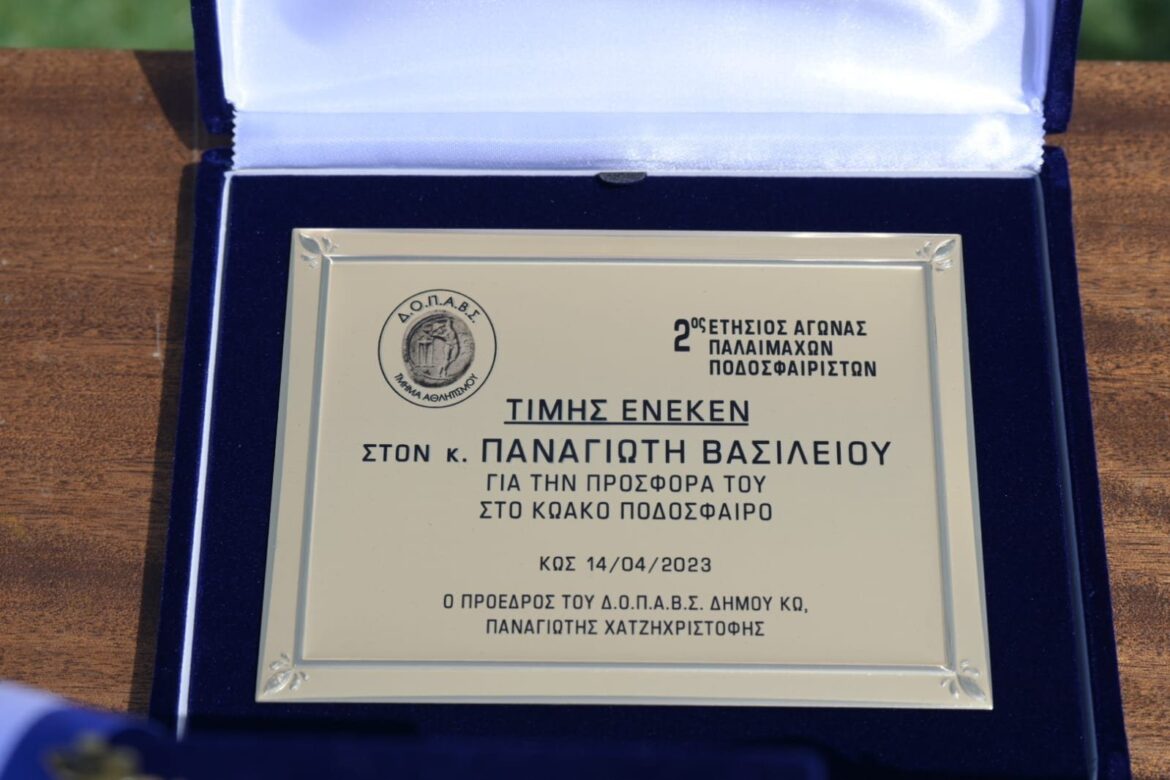 Δ.Ο.Π.Α.Β.Σ.
ΤΜΗΜΑ ΑΘΛΗΤΙΣΜΟΥ
2ος ΕΤΗΣΙΟΣ ΑΓΩΝΑΣ
ΠΑΛΑΙΜΑΧΩΝ
ΠΟΔΟΣΦΑΙΡΙΣΤΩΝ
ΤΙΜΗΣ ΕΝΕΚΕΝ
ΣΤΟΝ κ. ΠΑΝΑΓΙΩΤΗ ΒΑΣΙΛΕΙΟΥ
ΓΙΑ ΤΗΝ ΠΡΟΣΦΟΡΑ ΤΟΥ
ΣΤΟ ΚΩΑΚΟ ΠΟΔΟΣΦΑΙΡΟ
ΚΩΣ 14/04/2023
Ο ΠΡΟΕΔΡΟΣ ΤΟΥ Δ.Ο.Π.Α.Β.Σ. ΔΗΜΟΥ ΚΩ,
ΠΑΝΑΓΙΩΤΗΣ ΧΑΤΖΗΧΡΙΣΤΟΦΗΣ